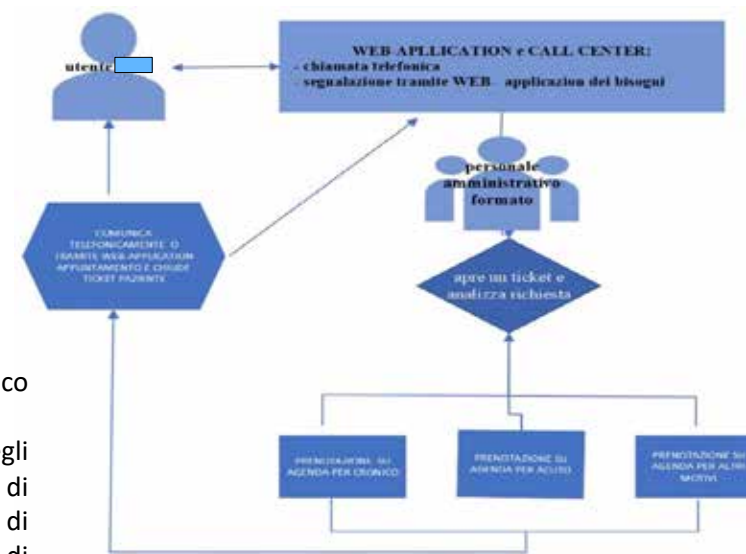 WEB-APLLICATION e CALL CENTER:
- chiamata telefonica
- segnalazione tramite WEB- applicazion dei bisogni
utente
personale
amministrativo
formato
COMUNICA
TELEFONICAMENTE O
TRAMITE WEB-APPLICATION
APPUNTAMENTO E CHIUDE
TICKET PAZIENTE
apre un ticket e
analizza richiesta
PRENOTAZIONE SU
AGENDA PER CRONICO
PRENOTAZIONE SU
AGENDA PER ACUTO
PRENOTAZIONE SU
AGENDA PER ALTRI
MOTIVI
co
gli
di
di
di